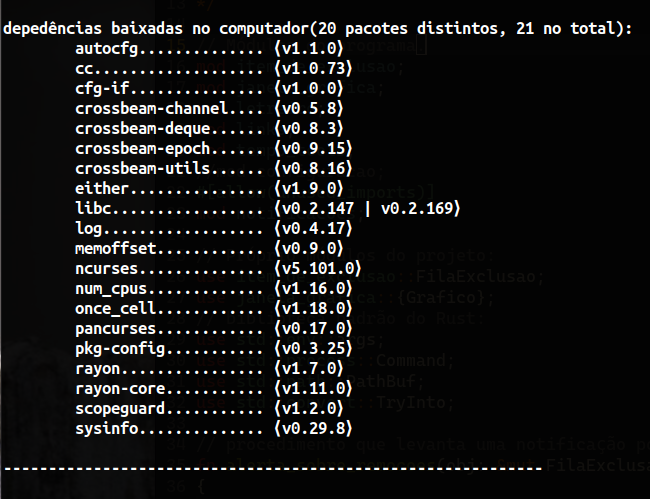 depedências baixadas no computador(20 pacotes distintos, 21 no total):
autocfg.............. ⟨v1.1.0⟩
cc................... ⟨v1.0.73⟩
cfg-if............... ⟨v1.0.0⟩
crossbeam-channel.... ⟨v0.5.8⟩
crossbeam-deque...... ⟨v0.8.3⟩
crossbeam-epoch...... ⟨v0.9.15⟩
crossbeam-utils...... ⟨v0.8.16⟩
either............... ⟨v1.9.0⟩
libc................. ⟨v0.2.147 | v0.2.169⟩
log.................. ⟨v0.4.17⟩
memoffset............ ⟨v0.9.0⟩
ncurses.............. ⟨v5.101.0⟩
num_cpus............. ⟨v1.16.0⟩
once_cell............ ⟨v1.18.0⟩
pancurses............ ⟨v0.17.0⟩
pkg-config........... ⟨v0.3.25⟩
rayon................ ⟨v1.7.0⟩
rayon-core........... ⟨v1.11.0⟩
scopeguard........... ⟨v1.2.0⟩
sysinfo.............. ⟨v0.29.8⟩
------------------------------------------------------------